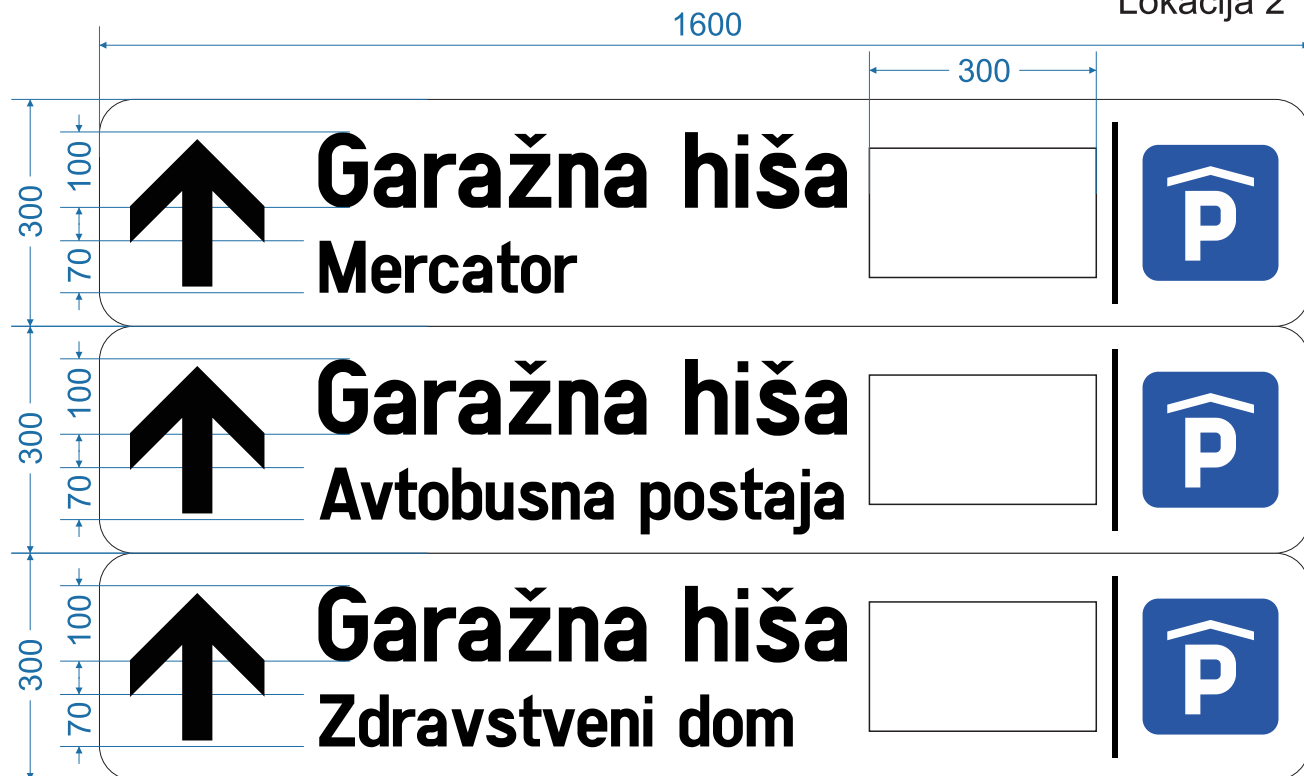 Lokacija 2
1600
300
300
100
70
Garažna hiša
Mercator
P
300
100
70
Garažna hiša
Avtobusna postaja
P
300
100
70
Garažna hiša
Zdravstveni dom
P